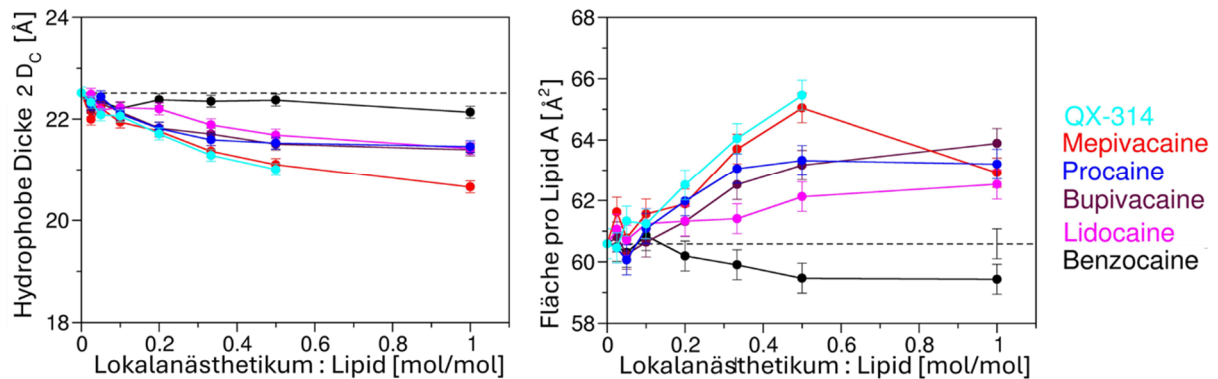 Hydrophobe Dicke 2 D_C [Å]
24
22
20
18
0
0.2
0.4
0.6
0.8
1
Lokalanästhetikum : Lipid [mol/mol]
Fläche pro Lipid A [Å²]
68
66
64
62
60
58
0
0.2
0.4
0.6
0.8
1
Lokalanästhetikum : Lipid [mol/mol]
QX-314
Mepivacaine
Procaine
Bupivacaine
Lidocaine
Benzocaine